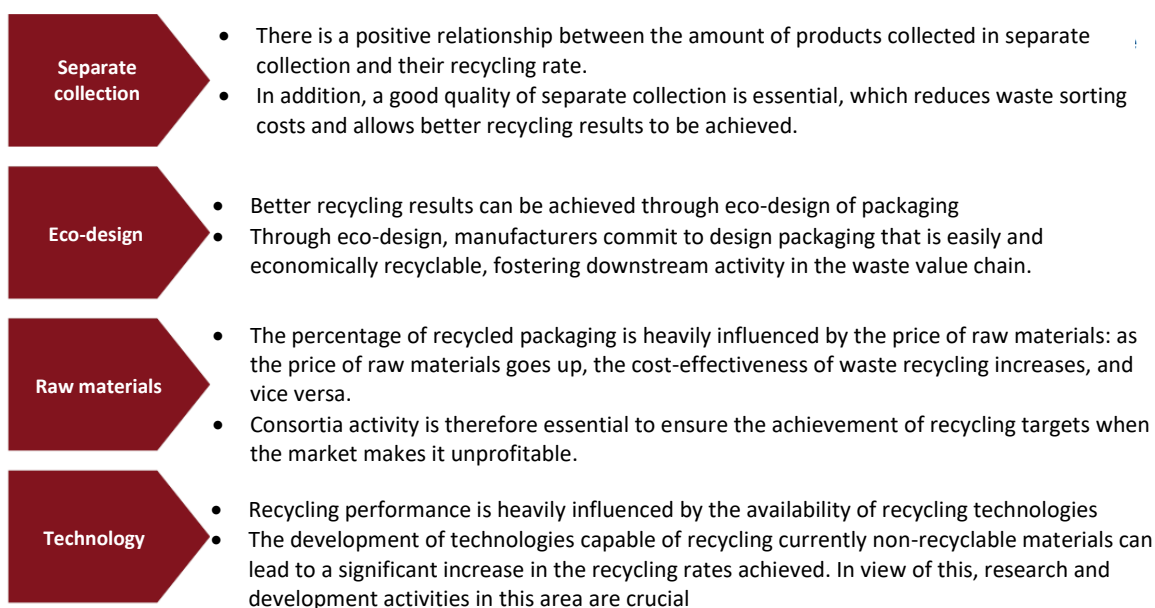 Separate
collection
• There is a positive relationship between the amount of products collected in separate
collection and their recycling rate.
• In addition, a good quality of separate collection is essential, which reduces waste sorting
costs and allows better recycling results to be achieved.
Eco-design
• Better recycling results can be achieved through eco-design of packaging
• Through eco-design, manufacturers commit to design packaging that is easily and
economically recyclable, fostering downstream activity in the waste value chain.
Raw materials
• The percentage of recycled packaging is heavily influenced by the price of raw materials: as
the price of raw materials goes up, the cost-effectiveness of waste recycling increases, and
vice versa.
• Consortia activity is therefore essential to ensure the achievement of recycling targets when
the market makes it unprofitable.
Technology
• Recycling performance is heavily influenced by the availability of recycling technologies
• The development of technologies capable of recycling currently non-recyclable materials can
lead to a significant increase in the recycling rates achieved. In view of this, research and
development activities in this area are crucial